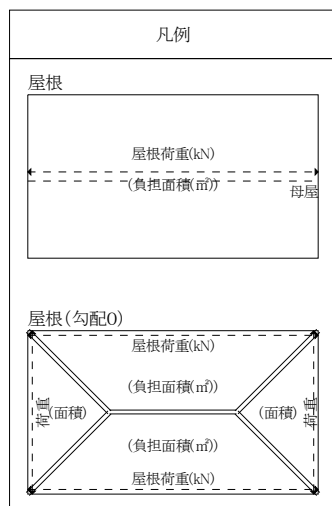 凡例
屋根
屋根荷重(kN)
(負担面積(㎡))
母屋
屋根(勾配0)
屋根荷重(kN)
(負担面積(㎡))
荷重
(面積)
(面積)
荷重
(負担面積(㎡))
屋根荷重(kN)